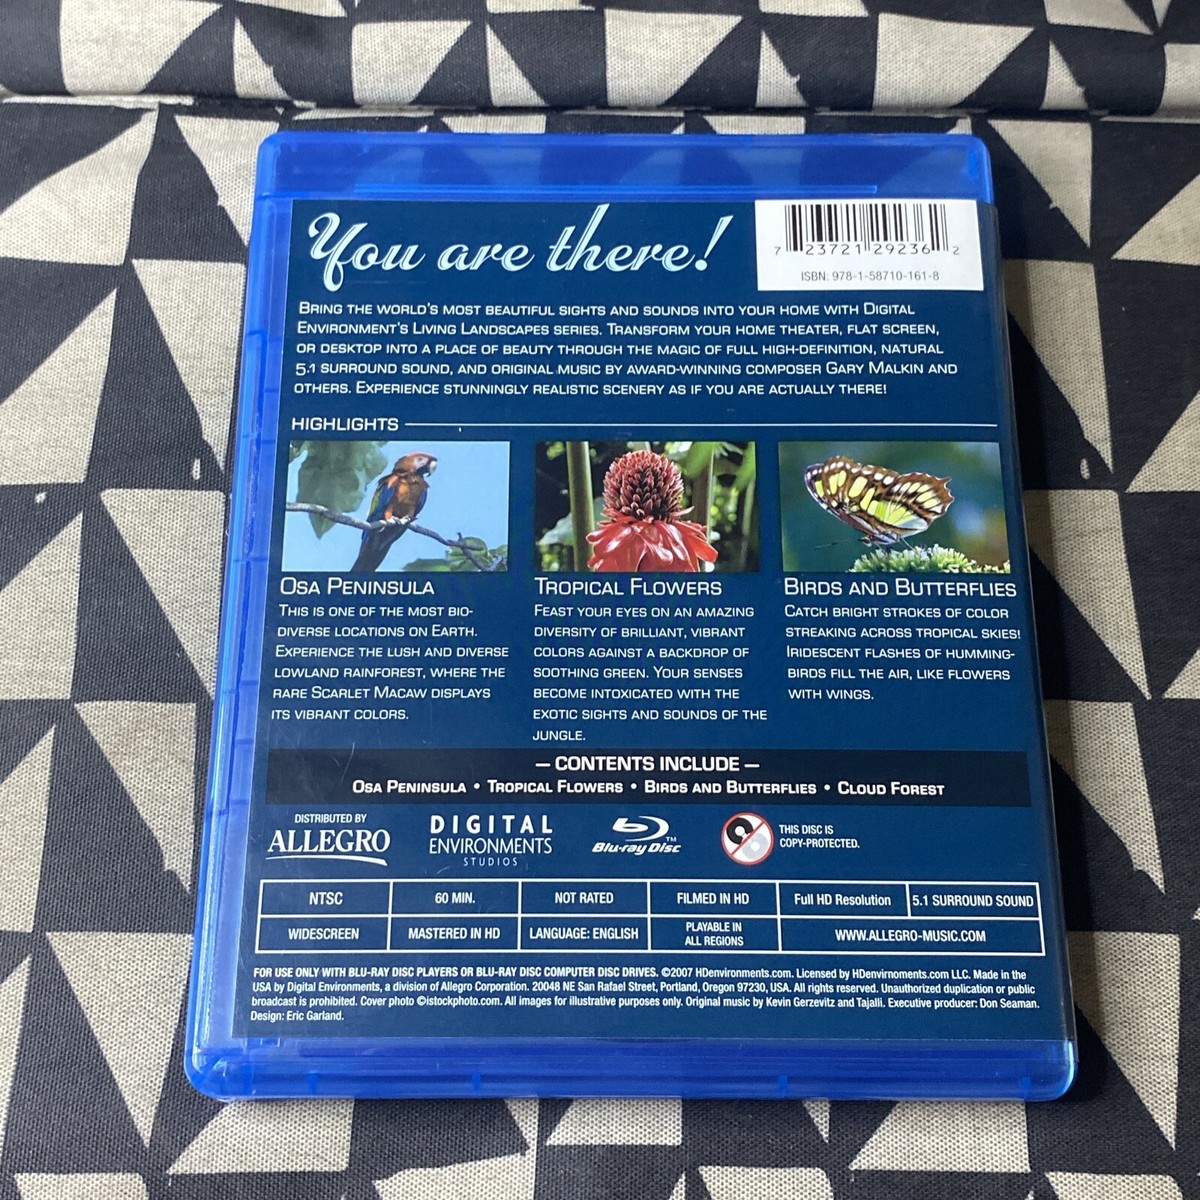 You are there!
7 23721 29236 2
ISBN: 978-1-58710-161-8
BRING THE WORLD'S MOST BEAUTIFUL SIGHTS AND SOUNDS INTO YOUR HOME WITH DIGITAL
ENVIRONMENT'S LIVING LANDSCAPES SERIES. TRANSFORM YOUR HOME THEATER, FLAT SCREEN,
OR DESKTOP INTO A PLACE OF BEAUTY THROUGH THE MAGIC OF FULL HIGH-DEFINITION, NATURAL
5.1 SURROUND SOUND, AND ORIGINAL MUSIC BY AWARD-WINNING COMPOSER GARY MALKIN AND
OTHERS. EXPERIENCE STUNNINGLY REALISTIC SCENERY AS IF YOU ARE ACTUALLY THERE!
HIGHLIGHTS
OSA PENINSULA
THIS IS ONE OF THE MOST BIO-
DIVERSE LOCATIONS ON EARTH.
EXPERIENCE THE LUSH AND DIVERSE
LOWLAND RAINFOREST, WHERE THE
RARE SCARLET MACAW DISPLAYS
ITS VIBRANT COLORS.
TROPICAL FLOWERS
FEAST YOUR EYES ON AN AMAZING
DIVERSITY OF BRILLIANT, VIBRANT
COLORS AGAINST A BACKDROP OF
SOOTHING GREEN. YOUR SENSES
BECOME INTOXICATED WITH THE
EXOTIC SIGHTS AND SOUNDS OF THE
JUNGLE.
BIRDS AND BUTTERFLIES
CATCH BRIGHT STROKES OF COLOR
STREAKING ACROSS TROPICAL SKIES!
IRIDESCENT FLASHES OF HUMMING-
BIRDS FILL THE AIR, LIKE FLOWERS
WITH WINGS.
— CONTENTS INCLUDE —
OSA PENINSULA • TROPICAL FLOWERS • BIRDS AND BUTTERFLIES • CLOUD FOREST
DISTRIBUTED BY
ALLEGRO
DIGITAL
ENVIRONMENTS
STUDIOS
Blu-ray Disc™
THIS DISC IS
COPY-PROTECTED.
NTSC
60 MIN.
NOT RATED
FILMED IN HD
Full HD Resolution
5.1 SURROUND SOUND
WIDESCREEN
MASTERED IN HD
LANGUAGE: ENGLISH
PLAYABLE IN
ALL REGIONS
WWW.ALLEGRO-MUSIC.COM
FOR USE ONLY WITH BLU-RAY DISC PLAYERS OR BLU-RAY DISC COMPUTER DISC DRIVES. ©2007 HDenvironments.com. Licensed by HDenvirnoments.com LLC. Made in the
USA by Digital Environments, a division of Allegro Corporation. 20048 NE San Rafael Street, Portland, Oregon 97230, USA. All rights reserved. Unauthorized duplication or public
broadcast is prohibited. Cover photo ©istockphoto.com. All images for illustrative purposes only. Original music by Kevin Gerzevitz and Tajalli. Executive producer: Don Seaman.
Design: Eric Garland.